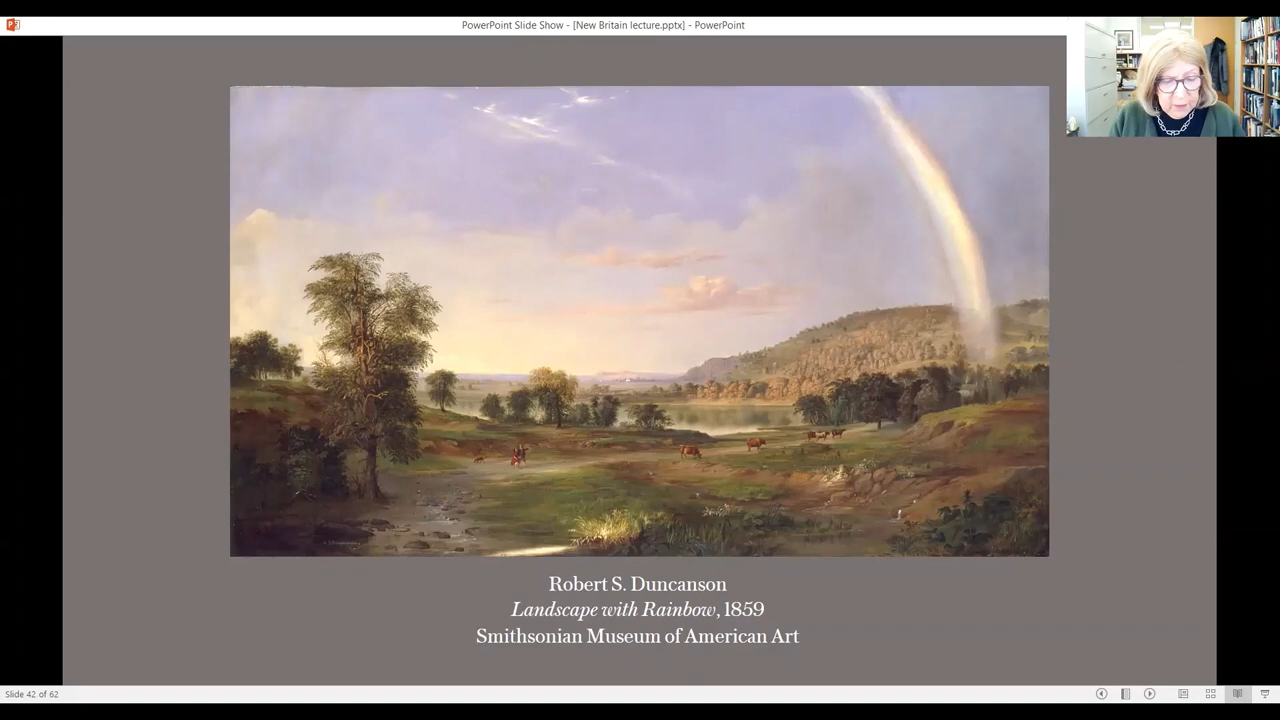 PowerPoint Slide Show - [New Britain lecture.pptx] - PowerPoint
Robert S. Duncanson
Landscape with Rainbow, 1859
Smithsonian Museum of American Art
Slide 42 of 62